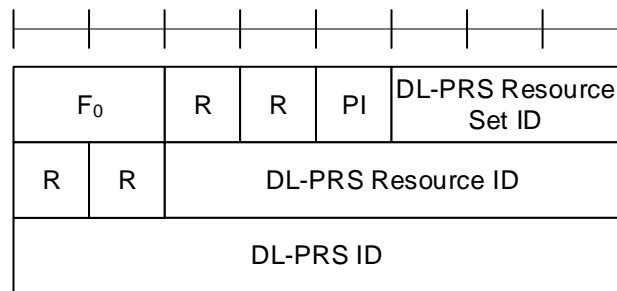 F₀ R R PI DL-PRS Resource
Set ID
R R DL-PRS Resource ID
DL-PRS ID